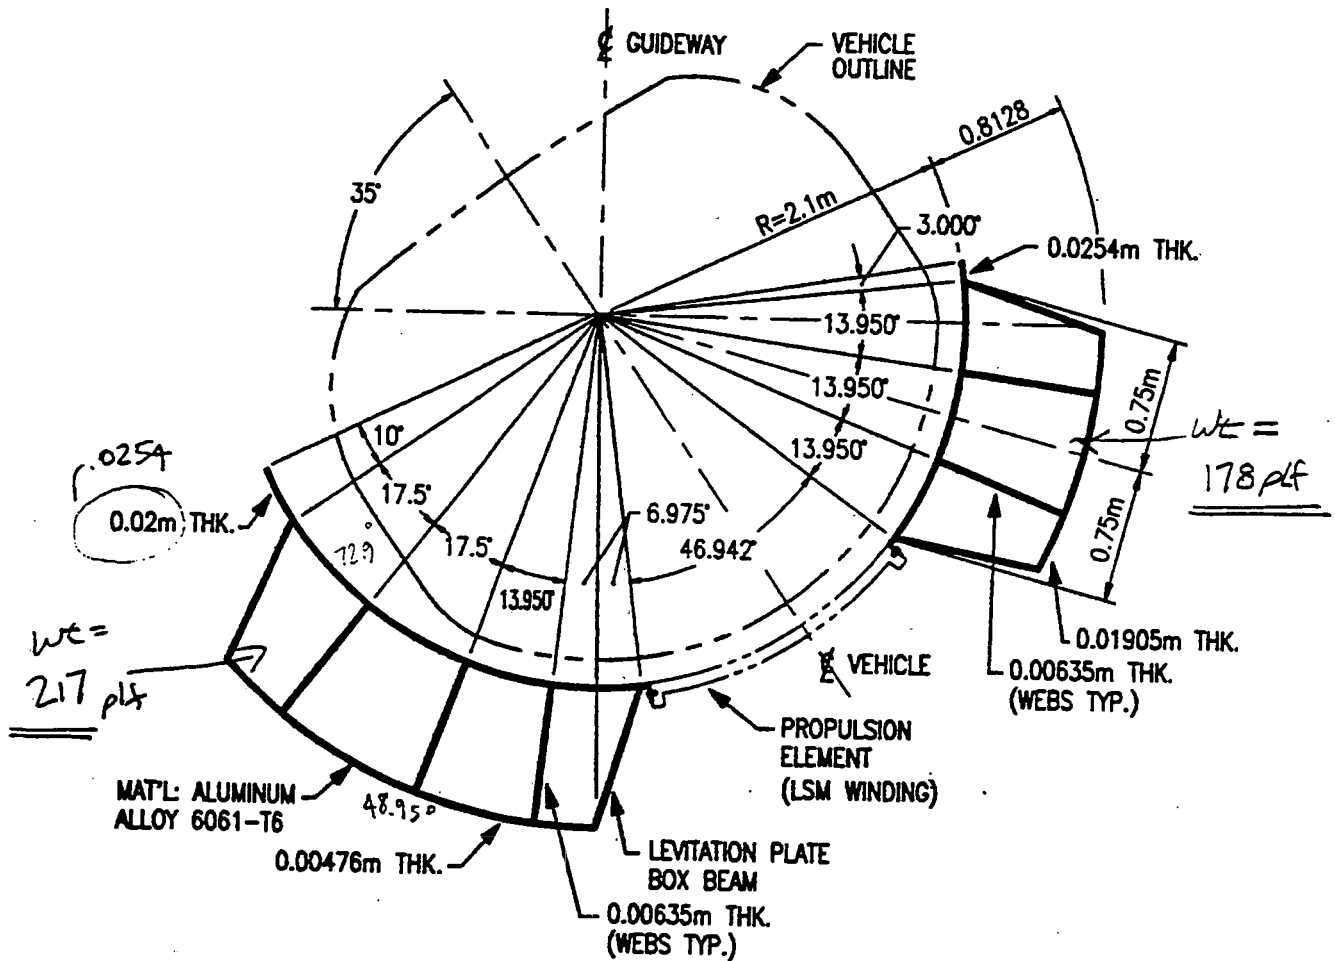 ℄ GUIDEWAY
VEHICLE
OUTLINE
0.8128
35°
R=2.1m
3.000°
0.0254m THK.
13.950°
13.950°
13.950°
0.75m
0.75m
wt =
178 plf
10°
17.5°
17.5°
13.950°
6.975°
46.942°
.0254
0.02m THK.
72.9°
wt =
217 plf
0.01905m THK.
0.00635m THK.
(WEBS TYP.)
℄ VEHICLE
PROPULSION
ELEMENT
(LSM WINDING)
MAT'L: ALUMINUM
ALLOY 6061-T6
48.95°
0.00476m THK.
LEVITATION PLATE
BOX BEAM
0.00635m THK.
(WEBS TYP.)